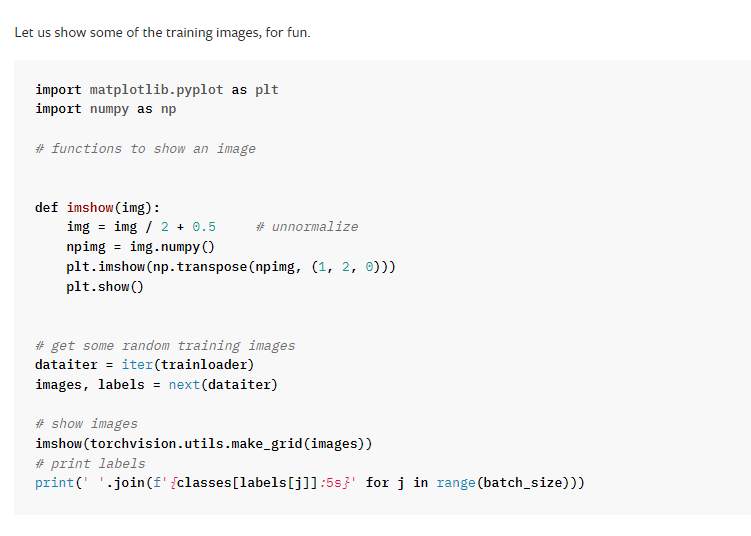 Let us show some of the training images, for fun.
import matplotlib.pyplot as plt
import numpy as np
# functions to show an image
def imshow(img):
    img = img / 2 + 0.5     # unnormalize
    npimg = img.numpy()
    plt.imshow(np.transpose(npimg, (1, 2, 0)))
    plt.show()
# get some random training images
dataiter = iter(trainloader)
images, labels = next(dataiter)
# show images
imshow(torchvision.utils.make_grid(images))
# print labels
print(' '.join(f'{classes[labels[j]]:5s}' for j in range(batch_size)))